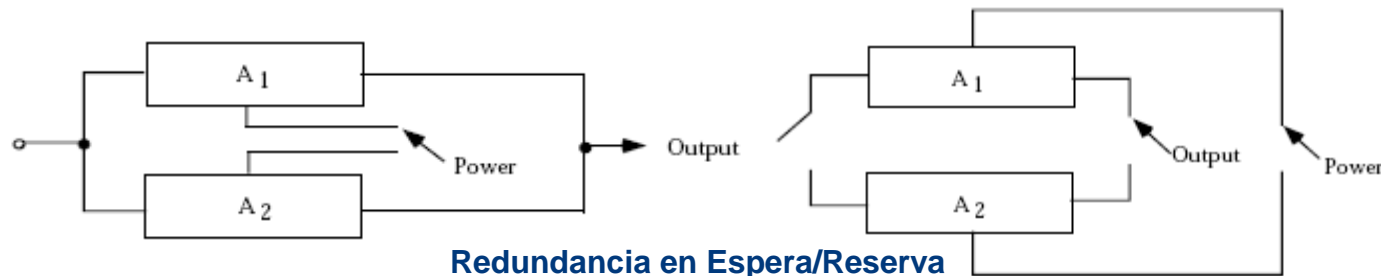 A 1
Power
A 2
Output
A 1
Output
Power
A 2
Redundancia en Espera/Reserva